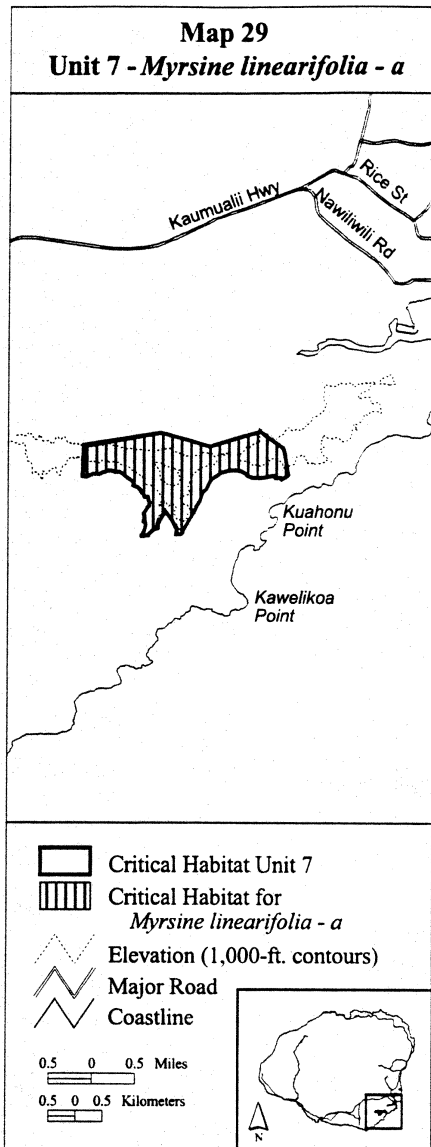 Map 29
Unit 7 - Myrsine linearifolia - a
Rice St
Kaumualii Hwy
Nawiliwili Rd
Kuahonu
Point
Kawelikoa
Point
Critical Habitat Unit 7
Critical Habitat for
Myrsine linearifolia - a
Elevation (1,000-ft. contours)
Major Road
Coastline
0.5 0 0.5 Miles
0.5 0 0.5 Kilometers
N